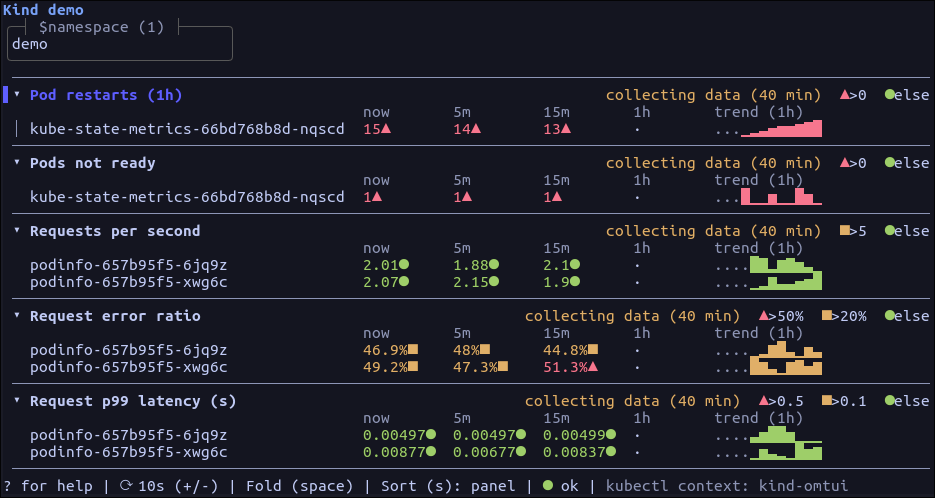 Kind demo
$namespace (1)
demo
▾ Pod restarts (1h) collecting data (40 min) ▲>0 ●else
now 5m 15m 1h trend (1h)
kube-state-metrics-66bd768b8d-nqscd 15▲ 14▲ 13▲ · ...
▾ Pods not ready collecting data (40 min) ▲>0 ●else
now 5m 15m 1h trend (1h)
kube-state-metrics-66bd768b8d-nqscd 1▲ 1▲ 1▲ · ...
▾ Requests per second collecting data (40 min) ■>5 ●else
now 5m 15m 1h trend (1h)
podinfo-657b95f5-6jq9z 2.01● 1.88● 2.1● · ....
podinfo-657b95f5-xwg6c 2.07● 2.15● 1.9● · ....
▾ Request error ratio collecting data (40 min) ▲>50% ■>20% ●else
now 5m 15m 1h trend (1h)
podinfo-657b95f5-6jq9z 46.9%■ 48%■ 44.8%■ · ....
podinfo-657b95f5-xwg6c 49.2%■ 47.3%■ 51.3%▲ · ....
▾ Request p99 latency (s) collecting data (40 min) ▲>0.5 ■>0.1 ●else
now 5m 15m 1h trend (1h)
podinfo-657b95f5-6jq9z 0.00497● 0.00497● 0.00499● · ....
podinfo-657b95f5-xwg6c 0.00877● 0.00677● 0.00837● · ....
? for help | ⟳ 10s (+/-) | Fold (space) | Sort (s): panel | ● ok | kubectl context: kind-omtui